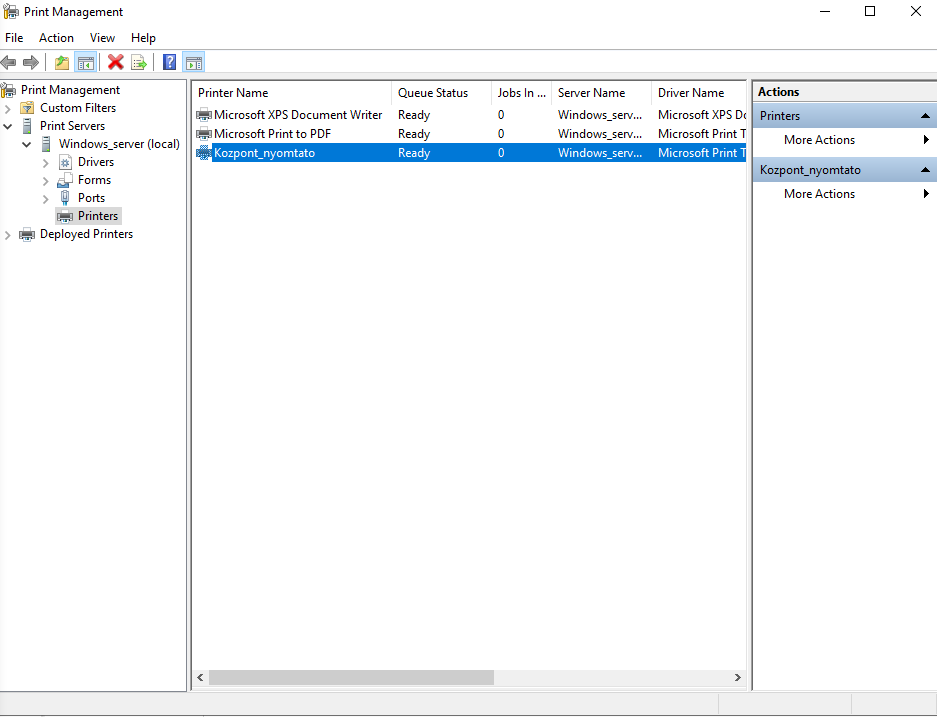 Print Management
File Action View Help
Print Management
Custom Filters
Print Servers
Windows_server (local)
Drivers
Forms
Ports
Printers
Deployed Printers
Printer Name Queue Status Jobs In ... Server Name Driver Name
Microsoft XPS Document Writer Ready 0 Windows_serv... Microsoft XPS Do
Microsoft Print to PDF Ready 0 Windows_serv... Microsoft Print T
Kozpont_nyomtato Ready 0 Windows_serv... Microsoft Print T
Actions
Printers
More Actions
Kozpont_nyomtato
More Actions